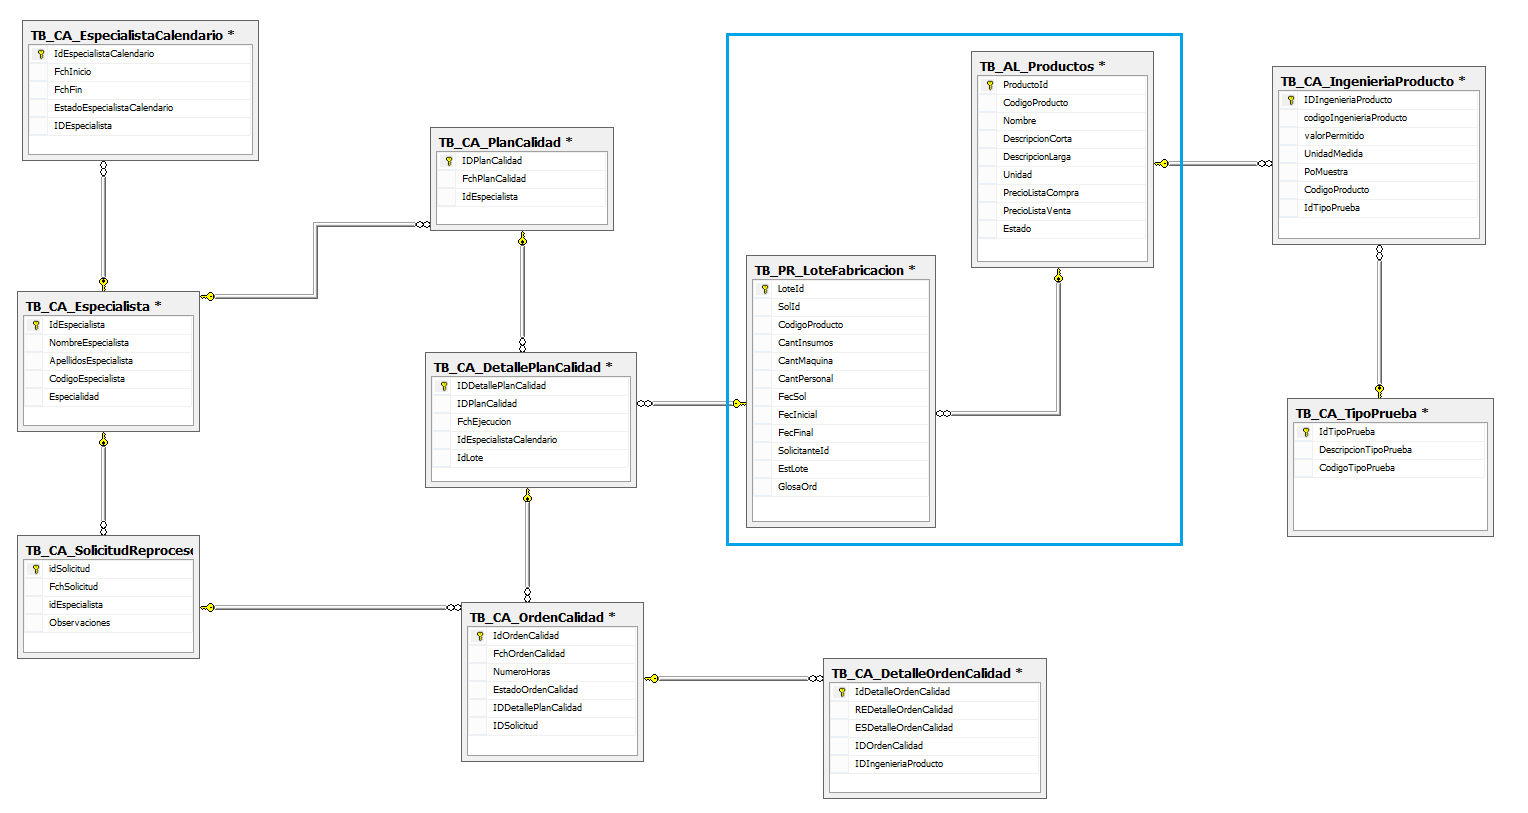 TB_CA_EspecialistaCalendario *
IdEspecialistaCalendario
FchInicio
FchFin
EstadoEspecialistaCalendario
IDEspecialista
TB_CA_PlanCalidad *
IDPlanCalidad
FchPlanCalidad
IdEspecialista
TB_AL_Productos *
ProductoId
CodigoProducto
Nombre
DescripcionCorta
DescripcionLarga
Unidad
PrecioListaCompra
PrecioListaVenta
Estado
TB_CA_IngenieriaProducto *
IDIngenieriaProducto
codigoIngenieriaProducto
valorPermitido
UnidadMedida
PoMuestra
CodigoProducto
IdTipoPrueba
TB_CA_Especialista *
IdEspecialista
NombreEspecialista
ApellidosEspecialista
CodigoEspecialista
Especialidad
TB_CA_DetallePlanCalidad *
IDDetallePlanCalidad
IDPlanCalidad
FchEjecucion
IdEspecialistaCalendario
IdLote
TB_PR_LoteFabricacion *
LoteId
SolId
CodigoProducto
CantInsumos
CantMaquina
CantPersonal
FecSol
FecInicial
FecFinal
SolicitanteId
EstLote
GlosaOrd
TB_CA_TipoPrueba *
IdTipoPrueba
DescripcionTipoPrueba
CodigoTipoPrueba
TB_CA_SolicitudReproceso
idSolicitud
FchSolicitud
idEspecialista
Observaciones
TB_CA_OrdenCalidad *
IdOrdenCalidad
FchOrdenCalidad
NumeroHoras
EstadoOrdenCalidad
IDDetallePlanCalidad
IDSolicitud
TB_CA_DetalleOrdenCalidad *
IdDetalleOrdenCalidad
REDetalleOrdenCalidad
ESDetalleOrdenCalidad
IDOrdenCalidad
IDIngenieriaProducto